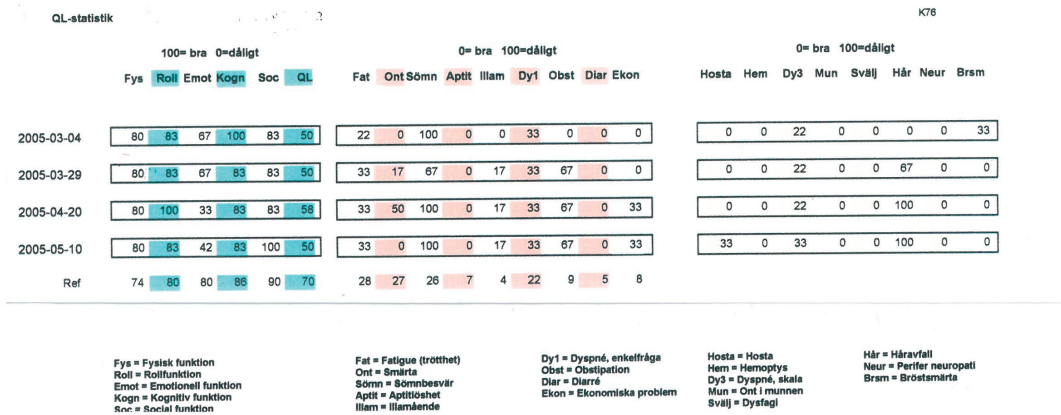 QL-statistik K76
100= bra 0=dåligt 0= bra 100=dåligt 0= bra 100=dåligt
Fys Roll Emot Kogn Soc QL Fat Ont Sömn Aptit Illam Dy1 Obst Diar Ekon Hosta Hem Dy3 Mun Svälj Hår Neur Brsm
2005-03-04 80 83 67 100 83 50 22 0 100 0 0 33 0 0 0 0 0 22 0 0 0 0 33
2005-03-29 80 83 67 83 83 50 33 17 67 0 17 33 67 0 0 0 0 22 0 0 67 0 0
2005-04-20 80 100 33 83 83 58 33 50 100 0 17 33 67 0 33 0 0 22 0 0 100 0 0
2005-05-10 80 83 42 83 100 50 33 0 100 0 17 33 67 0 33 33 0 33 0 0 100 0 0
Ref 74 80 80 86 90 70 28 27 26 7 4 22 9 5 8
Fys = Fysisk funktion Fat = Fatigue (trötthet) Dy1 = Dyspné, enkelfråga Hosta = Hosta Hår = Håravfall
Roll = Rollfunktion Ont = Smärta Obst = Obstipation Hem = Hemoptys Neur = Perifer neuropati
Emot = Emotionell funktion Sömn = Sömnbesvär Diar = Diarré Dy3 = Dyspné, skala Brsm = Bröstsmärta
Kogn = Kognitiv funktion Aptit = Aptitlöshet Ekon = Ekonomiska problem Mun = Ont i munnen
Soc = Social funktion Illam = Illamående Svälj = Dysfagi